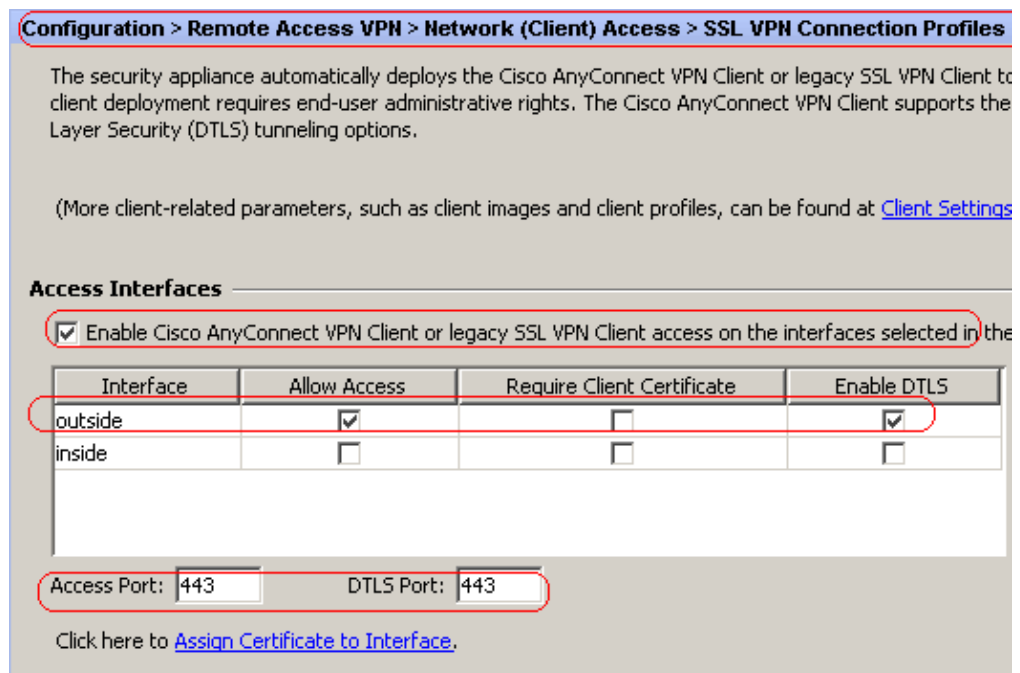 Configuration > Remote Access VPN > Network (Client) Access > SSL VPN Connection Profiles
The security appliance automatically deploys the Cisco AnyConnect VPN Client or legacy SSL VPN Client to
client deployment requires end-user administrative rights. The Cisco AnyConnect VPN Client supports the
Layer Security (DTLS) tunneling options.
(More client-related parameters, such as client images and client profiles, can be found at Client Settings
Access Interfaces
Enable Cisco AnyConnect VPN Client or legacy SSL VPN Client access on the interfaces selected in the
Interface Allow Access Require Client Certificate Enable DTLS
outside
inside
Access Port: 443 DTLS Port: 443
Click here to Assign Certificate to Interface.